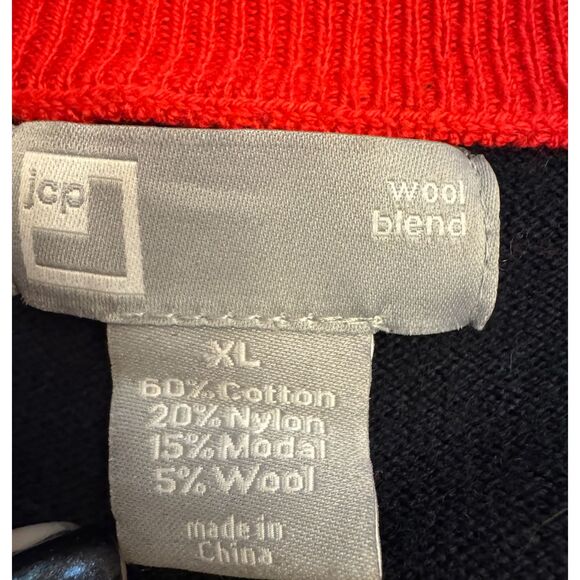 jcp
wool
blend
XL
60% Cotton
20% Nylon
15% Modal
5% Wool
made in
China